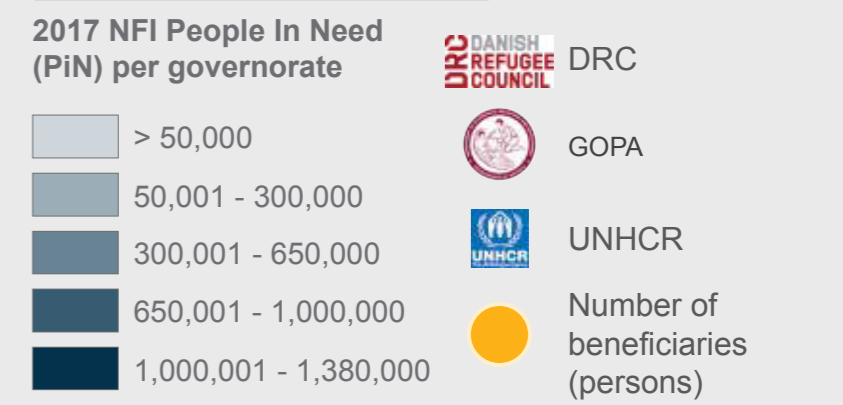 2017 NFI People In Need
(PiN) per governorate
> 50,000
50,001 - 300,000
300,001 - 650,000
650,001 - 1,000,000
1,000,001 - 1,380,000
DRC DANISH
REFUGEE
COUNCIL
DRC
GOPA
UNHCR
UNHCR
Number of
beneficiaries
(persons)